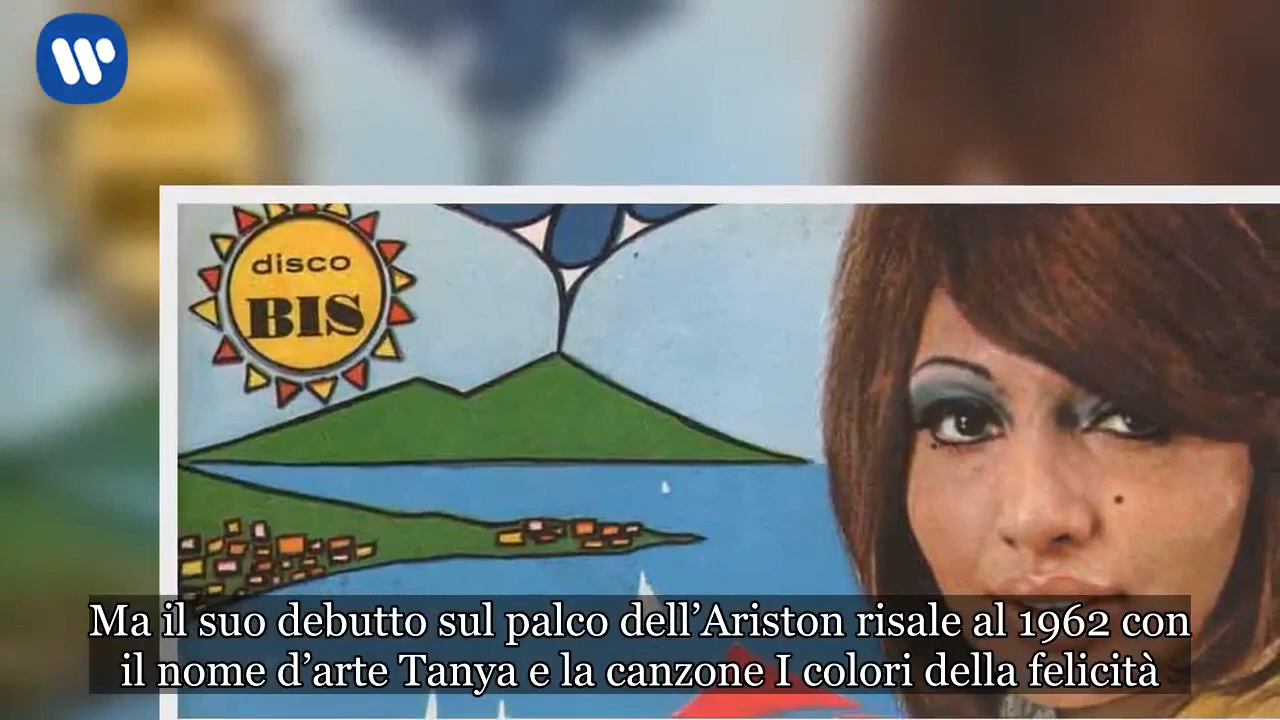 disco
BIS
Ma il suo debutto sul palco dell’Ariston risale al 1962 con
il nome d’arte Tanya e la canzone I colori della felicità